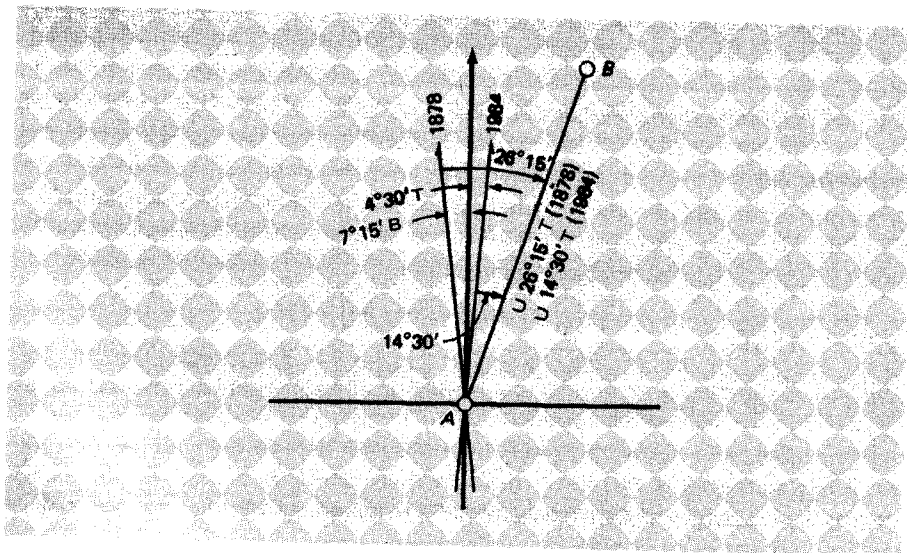 B
1878
1984
26°15'
4°30' T
7°15' B
U 26°15' T (1878)
U 14°30' T (1984)
14°30'
A